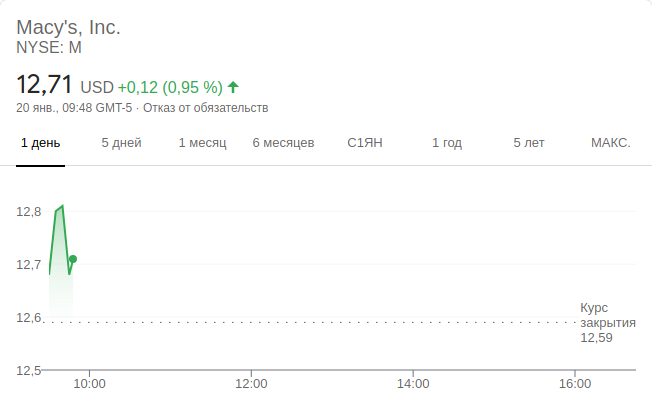 Macy's, Inc.
NYSE: M
12,71 USD +0,12 (0,95 %)
20 янв., 09:48 GMT-5 · Отказ от обязательств
1 день 5 дней 1 месяц 6 месяцев С1ЯН 1 год 5 лет МАКС.
12,8
12,7
12,6
12,5
Курс
закрытия
12,59
10:00 12:00 14:00 16:00